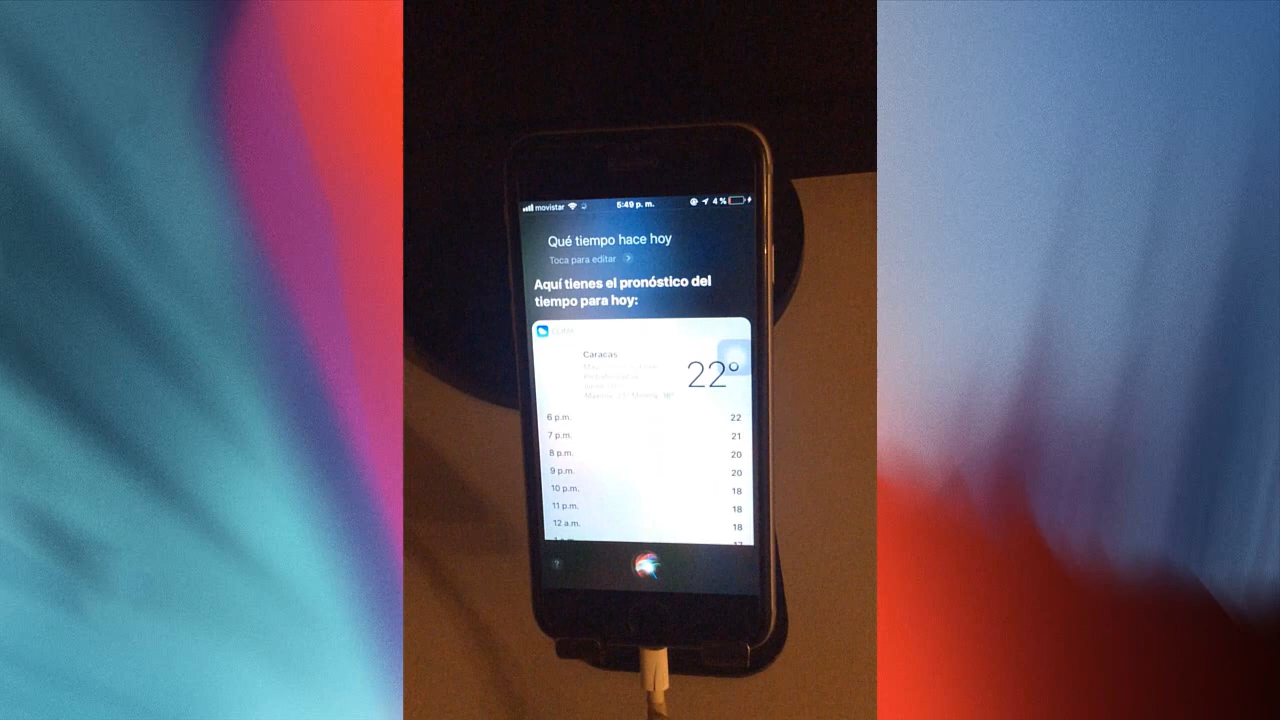 movistar 5:49 p. m. 4 %
Qué tiempo hace hoy
Toca para editar
Aquí tienes el pronóstico del
tiempo para hoy:
Caracas
22°
6 p.m. 22
7 p.m. 21
8 p.m. 20
9 p.m. 20
10 p.m. 18
11 p.m. 18
12 a.m. 18
?